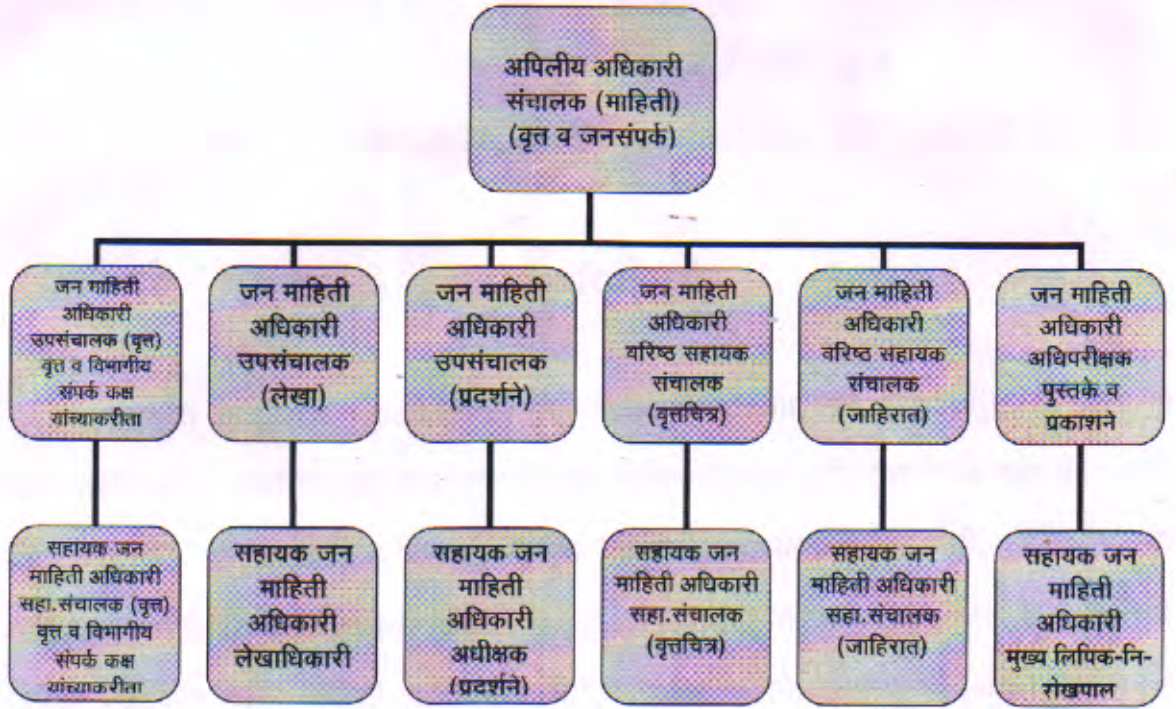 अपिलीय अधिकारी
संचालक (माहिती)
(वृत्त व जनसंपर्क)
जन माहिती
अधिकारी
उपसंचालक (वृत्त)
वृत्त व विभागीय
संपर्क कक्ष
यांच्याकरीता
जन माहिती
अधिकारी
उपसंचालक
(लेखा)
जन माहिती
अधिकारी
उपसंचालक
(प्रदर्शने)
जन माहिती
अधिकारी
वरिष्ठ सहायक
संचालक
(वृत्तचित्र)
जन माहिती
अधिकारी
वरिष्ठ सहायक
संचालक
(जाहिरात)
जन माहिती
अधिकारी
अधिपरीक्षक
पुस्तके व
प्रकाशने
सहायक जन
माहिती अधिकारी
सहा.संचालक (वृत्त)
वृत्त व विभागीय
संपर्क कक्ष
यांच्याकरीता
सहायक जन
माहिती
अधिकारी
लेखाधिकारी
सहायक जन
माहिती
अधिकारी
अधीक्षक
(प्रदर्शने)
सहायक जन
माहिती अधिकारी
सहा.संचालक
(वृत्तचित्र)
सहायक जन
माहिती अधिकारी
सहा.संचालक
(जाहिरात)
सहायक जन
माहिती
अधिकारी
मुख्य लिपिक-नि-
रोखपाल